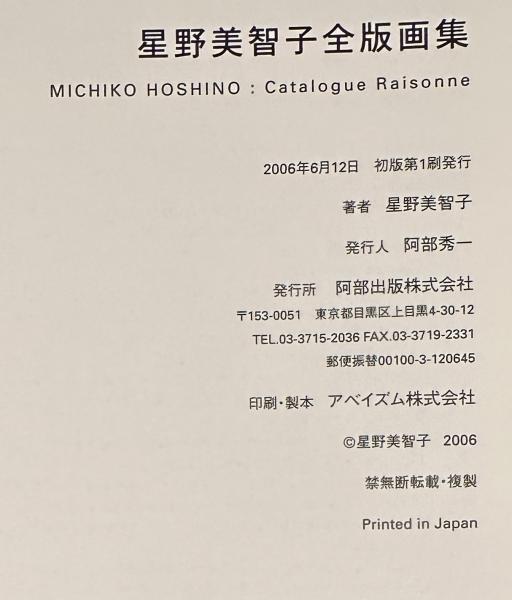 星野美智子全版画集
MICHIKO HOSHINO : Catalogue Raisonne
2006年6月12日　初版第1刷発行
著者　星野美智子
発行人　阿部秀一
発行所　阿部出版株式会社
〒153-0051　東京都目黒区上目黒4-30-12
TEL.03-3715-2036 FAX.03-3719-2331
郵便振替00100-3-120645
印刷・製本　アベイズム株式会社
©星野美智子　2006
禁無断転載・複製
Printed in Japan